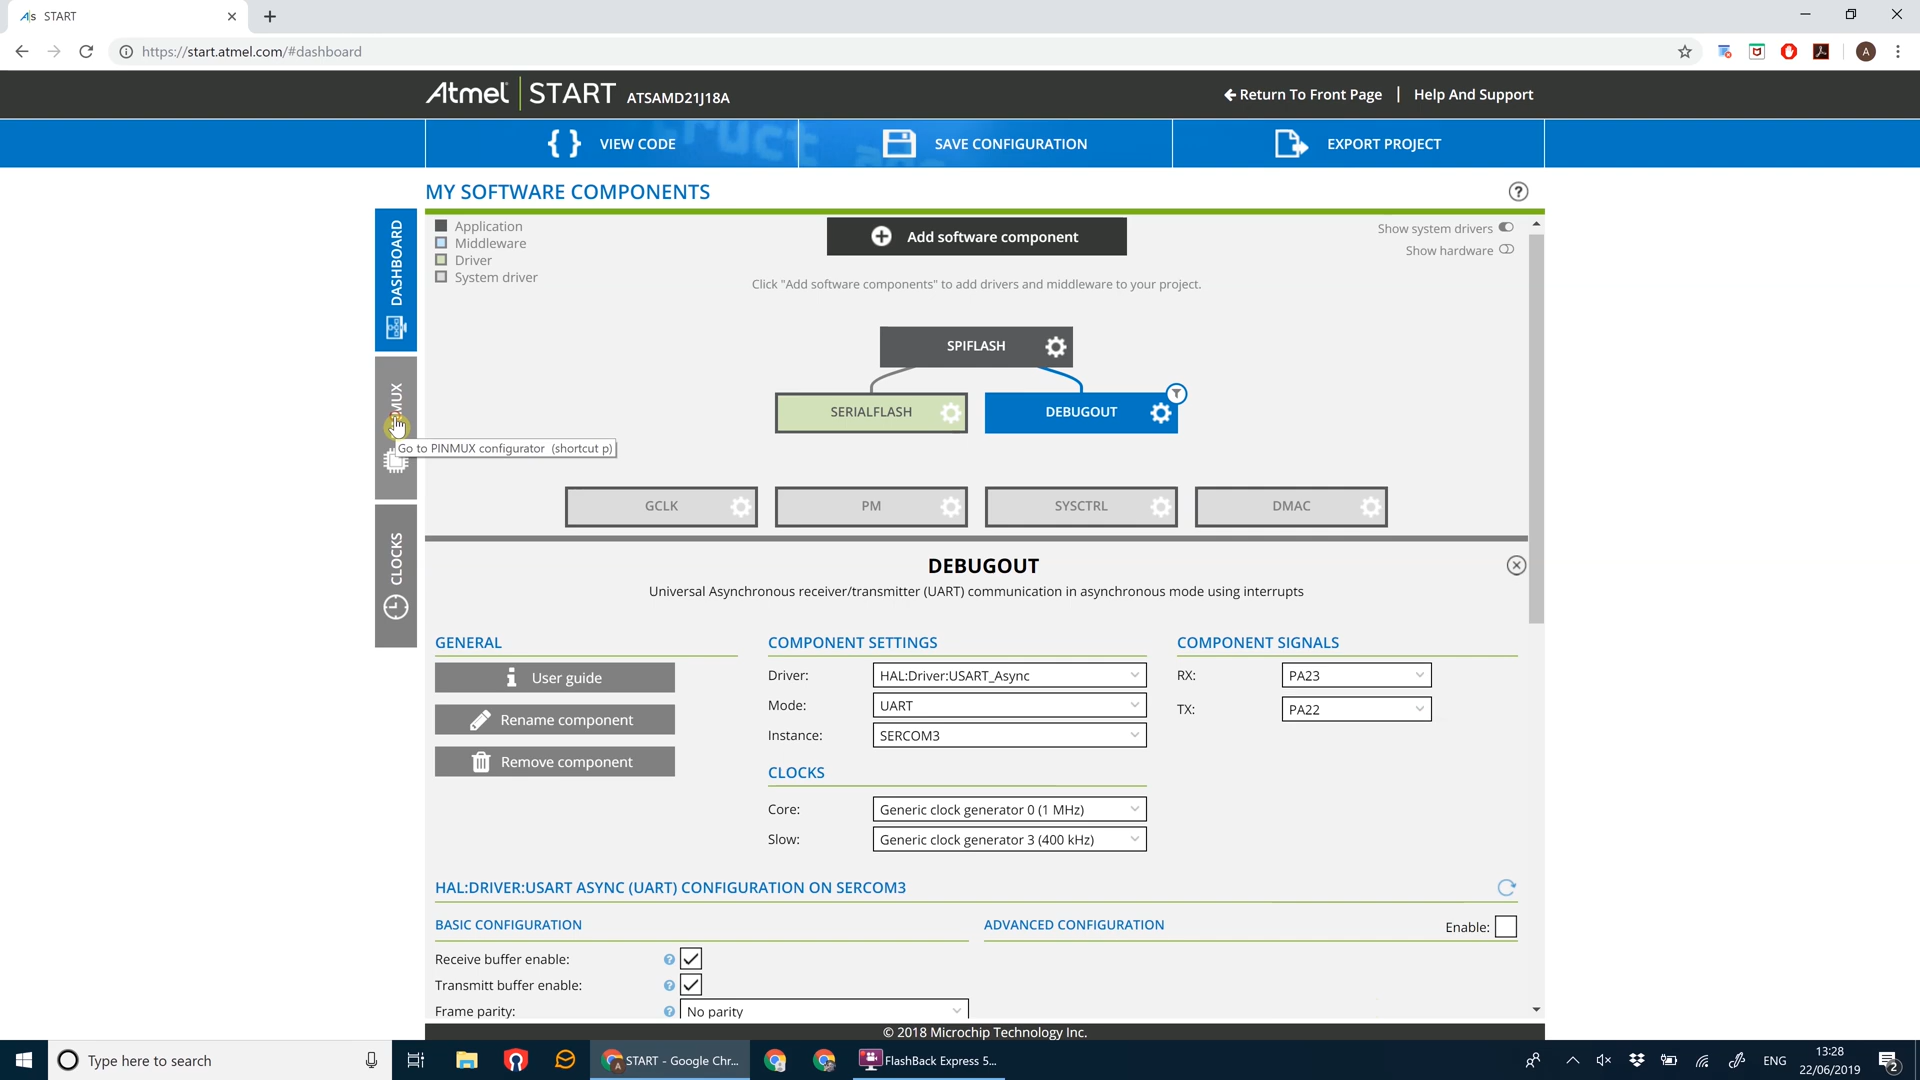 START
https://start.atmel.com/#dashboard
A
Atmel START ATSAMD21J18A
Return To Front Page | Help And Support
VIEW CODE
SAVE CONFIGURATION
EXPORT PROJECT
MY SOFTWARE COMPONENTS
DASHBOARD
MUX
CLOCKS
Application
Middleware
Driver
System driver
Add software component
Show system drivers
Show hardware
Click "Add software components" to add drivers and middleware to your project.
SPIFLASH
SERIALFLASH
DEBUGOUT
Go to PINMUX configurator (shortcut p)
GCLK
PM
SYSCTRL
DMAC
DEBUGOUT
Universal Asynchronous receiver/transmitter (UART) communication in asynchronous mode using interrupts
GENERAL
User guide
Rename component
Remove component
COMPONENT SETTINGS
Driver: HAL:Driver:USART_Async
Mode: UART
Instance: SERCOM3
CLOCKS
Core: Generic clock generator 0 (1 MHz)
Slow: Generic clock generator 3 (400 kHz)
COMPONENT SIGNALS
RX: PA23
TX: PA22
HAL:DRIVER:USART ASYNC (UART) CONFIGURATION ON SERCOM3
BASIC CONFIGURATION
Receive buffer enable:
Transmitt buffer enable:
Frame parity: No parity
ADVANCED CONFIGURATION
Enable:
© 2018 Microchip Technology Inc.
Type here to search
START - Google Chr...
FlashBack Express 5...
ENG
13:28
22/06/2019
2